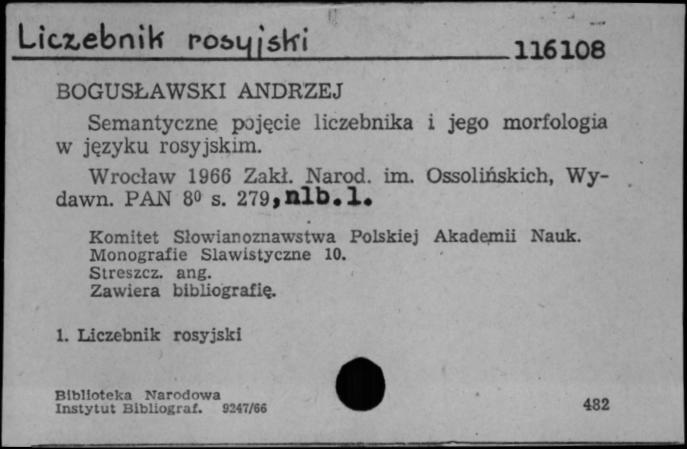 Liczebnik rosyjski
116108
BOGUSŁAWSKI ANDRZEJ
Semantyczne pojęcie liczebnika i jego morfologia
w języku rosyjskim.
Wrocław 1966 Zakł. Narod. im. Ossolińskich, Wy-
dawn. PAN 8⁰ s. 279, nlb. 1.
Komitet Słowianoznawstwa Polskiej Akademii Nauk.
Monografie Slawistyczne 10.
Streszcz. ang.
Zawiera bibliografię.
1. Liczebnik rosyjski
Biblioteka Narodowa
Instytut Bibliograf. 9247/66
482